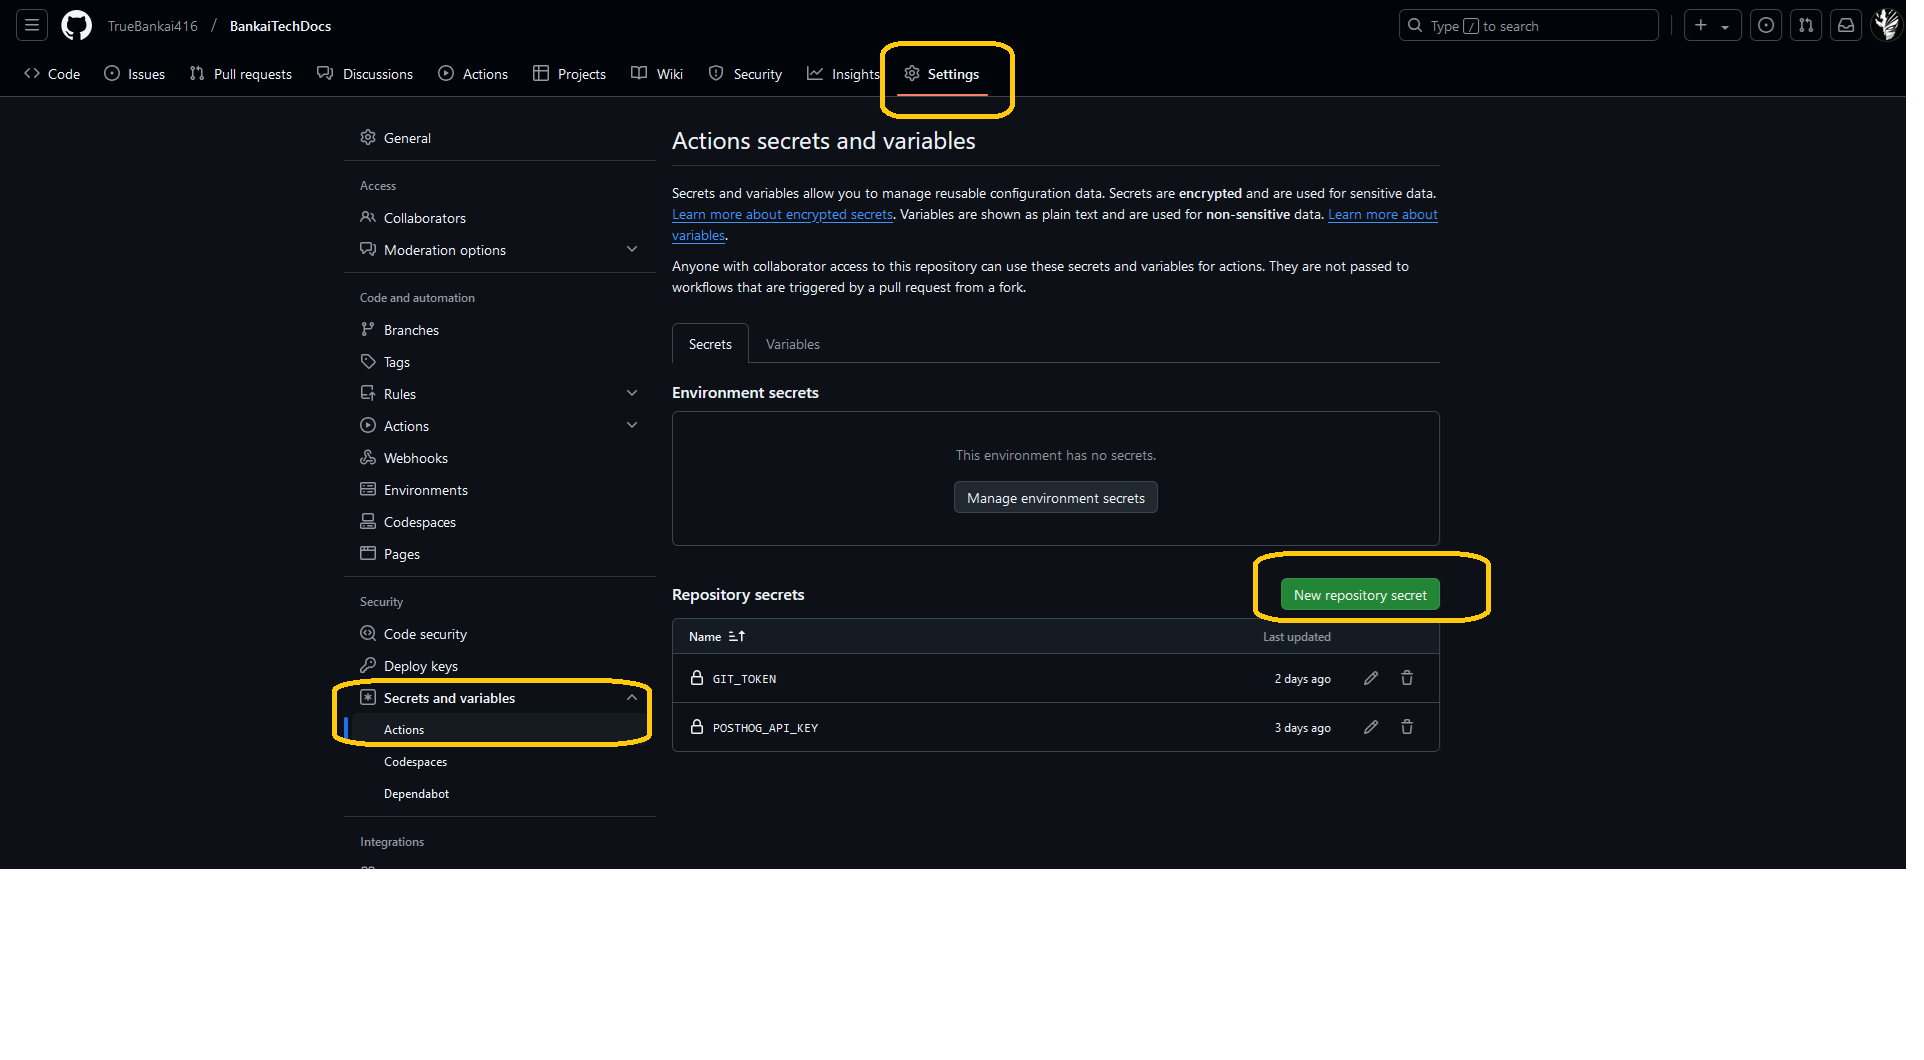 TrueBankai416 / BankaiTechDocs
Type / to search
Code Issues Pull requests Discussions Actions Projects Wiki Security Insights Settings
General
Access
Collaborators
Moderation options
Code and automation
Branches
Tags
Rules
Actions
Webhooks
Environments
Codespaces
Pages
Security
Code security
Deploy keys
Secrets and variables
Actions
Codespaces
Dependabot
Integrations
Actions secrets and variables
Secrets and variables allow you to manage reusable configuration data. Secrets are encrypted and are used for sensitive data.
Learn more about encrypted secrets. Variables are shown as plain text and are used for non-sensitive data. Learn more about
variables.
Anyone with collaborator access to this repository can use these secrets and variables for actions. They are not passed to
workflows that are triggered by a pull request from a fork.
Secrets Variables
Environment secrets
This environment has no secrets.
Manage environment secrets
Repository secrets New repository secret
Name Last updated
GIT_TOKEN 2 days ago
POSTHOG_API_KEY 3 days ago